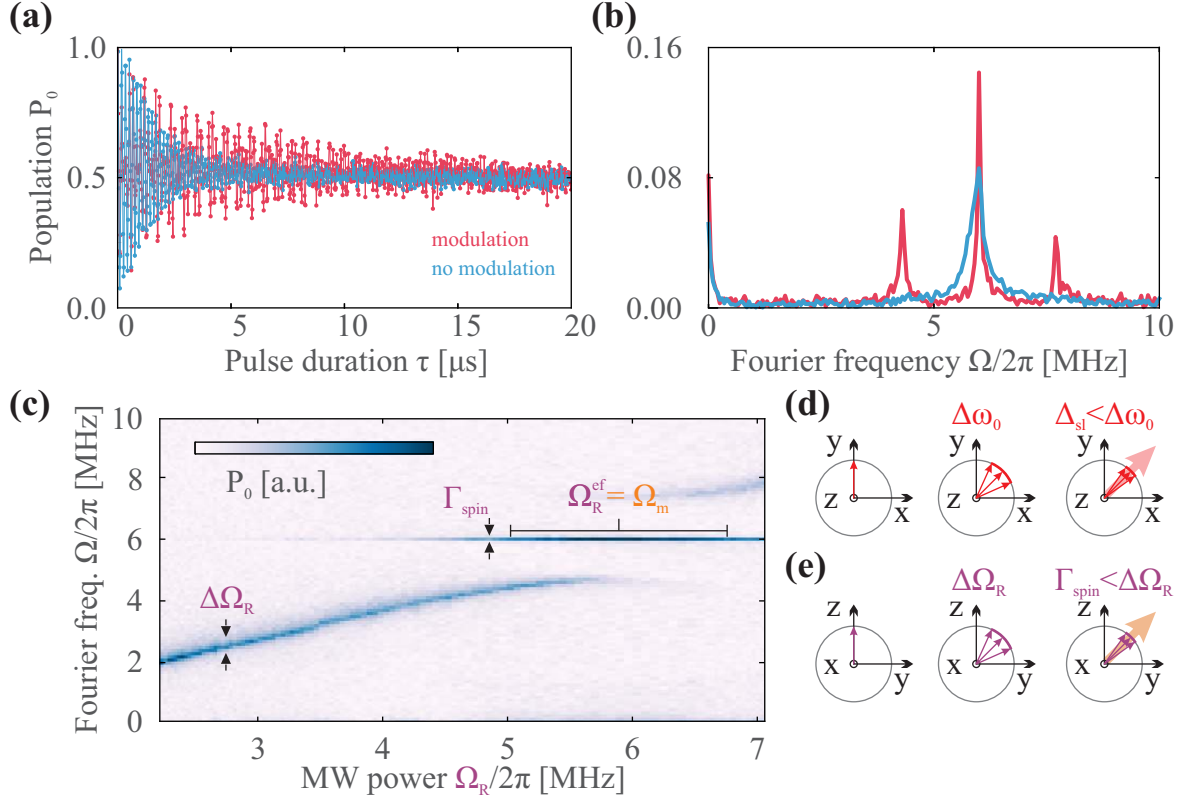 (a)
1.0
0.5
0.0
Population P₀
modulation
no modulation
0 5 10 15 20
Pulse duration τ [μs]
(b)
0.16
0.08
0.00
0 5 10
Fourier frequency Ω/2π [MHz]
(c)
10
8
6
4
2
0
Fourier freq. Ω/2π [MHz]
P₀ [a.u.]
Γspin
Ωᴿᵉᶠ = Ωm
ΔΩR
3 4 5 6 7
MW power ΩR/2π [MHz]
(d)
Δω₀ Δsl<Δω₀
y y y
z x z x z x
(e)
ΔΩR Γspin<ΔΩR
z z z
x y x y x y